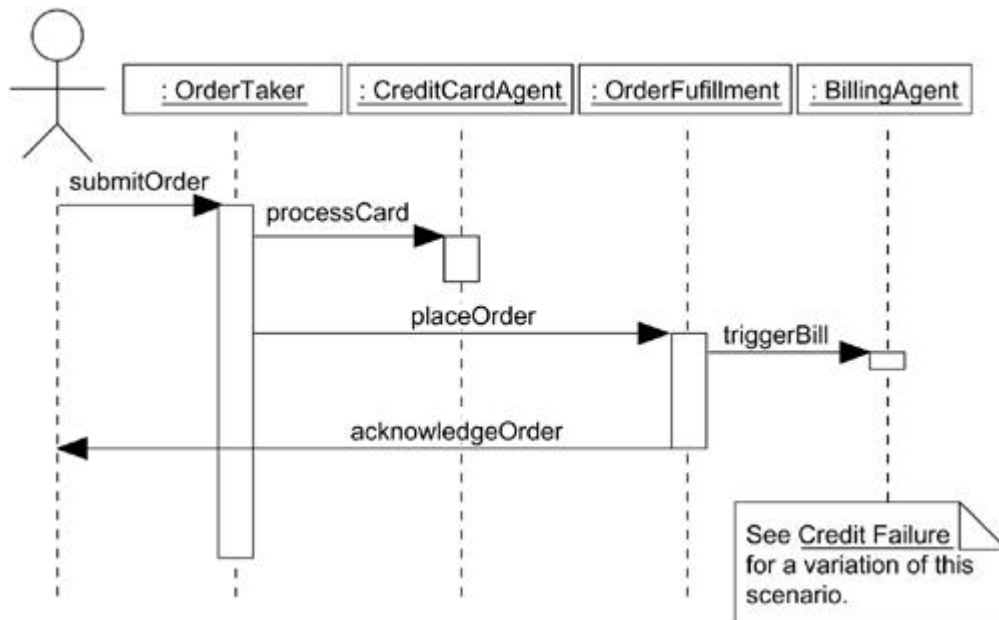 : OrderTaker
: CreditCardAgent
: OrderFufillment
: BillingAgent
submitOrder
processCard
placeOrder
triggerBill
acknowledgeOrder
See Credit Failure
for a variation of this
scenario.